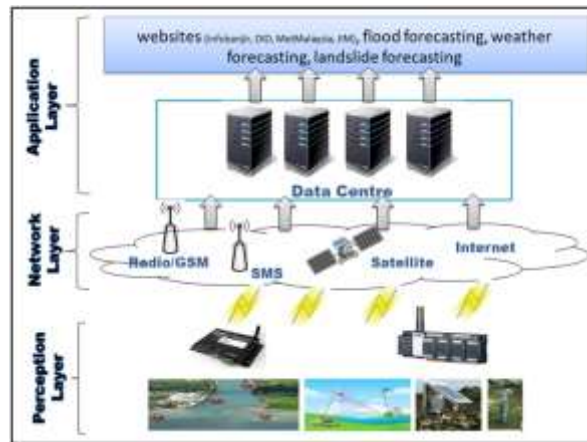 websites (Infobanjir, DID, MetMalaysia, JIM), flood forecasting, weather
forecasting, landslide forecasting
Application
Layer
Data Centre
Network
Layer
Radio/GSM
SMS
Satellite
Internet
Perception
Layer